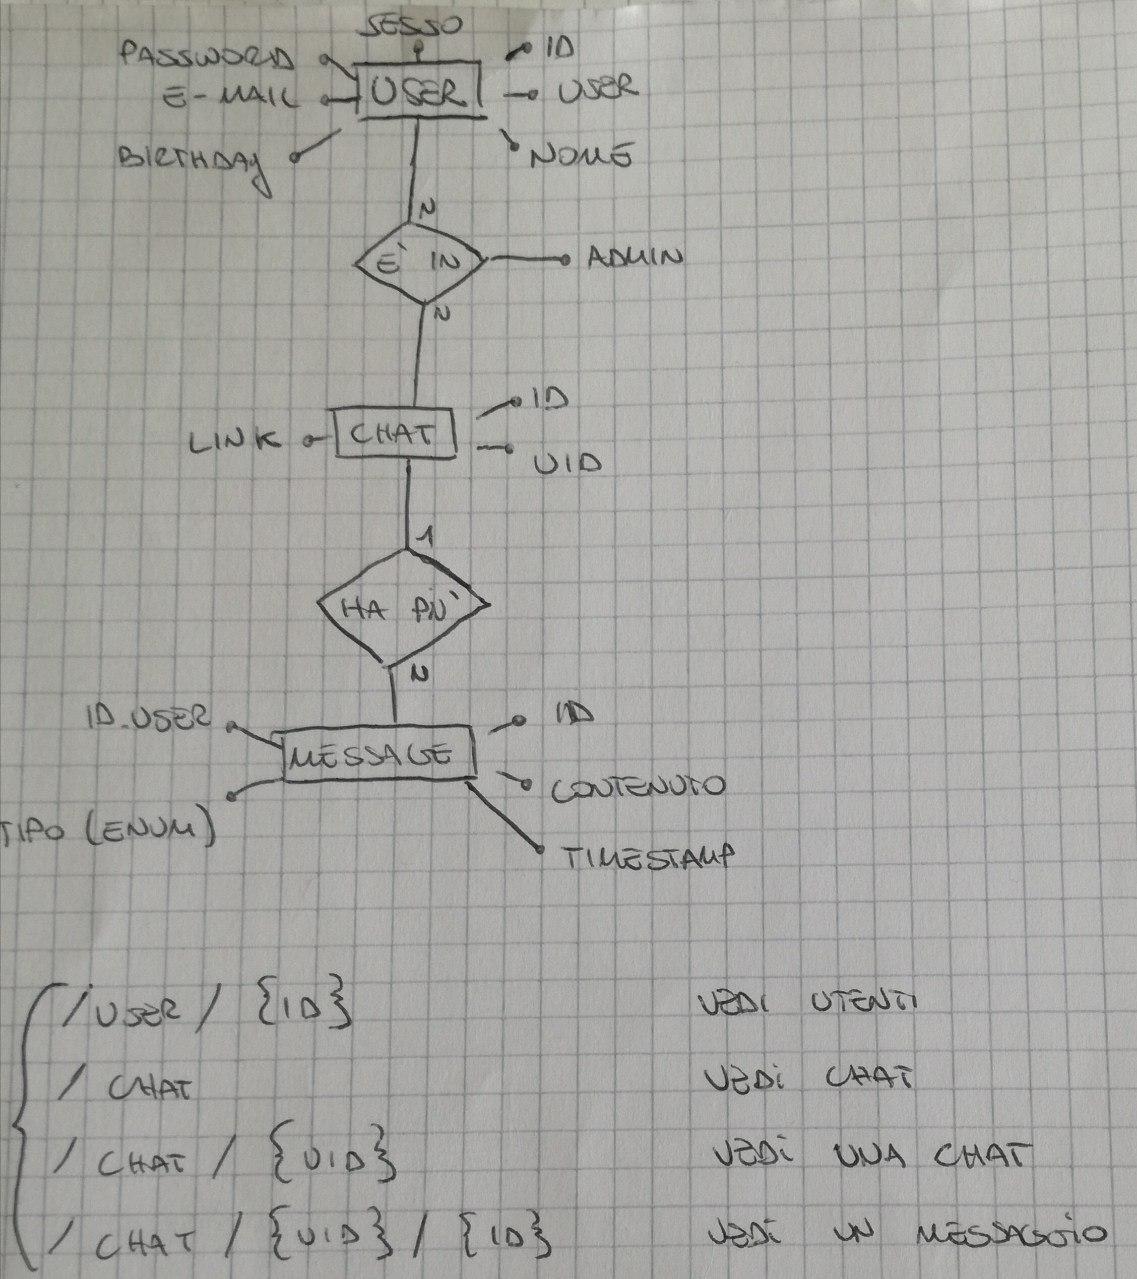 SESSO
PASSWORD
ID
E-MAIL
USER
USER
BIRTHDAY
NOME
N
E' IN
ADMIN
N
ID
LINK
CHAT
UID
1
HA PIU'
N
ID_USER
ID
MESSAGE
CONTENUTO
TIPO (ENUM)
TIMESTAMP
/USER / {ID} VEDI UTENTI
/ CHAT VEDI CHAT
/ CHAT / {UID} VEDI UNA CHAT
/ CHAT / {UID} / {ID} VEDI UN MESSAGGIO